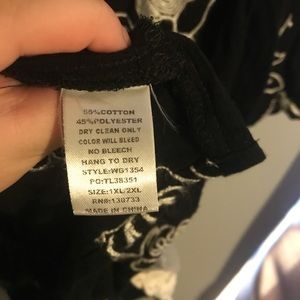 55%COTTON
45%POLYESTER
DRY CLEAN ONLY
COLOR WILL BLEED
NO BLEECH
HANG TO DRY
STYLE:WG1354
PO:TL38351
SIZE:1XL/2XL
RN#:130733
MADE IN CHINA